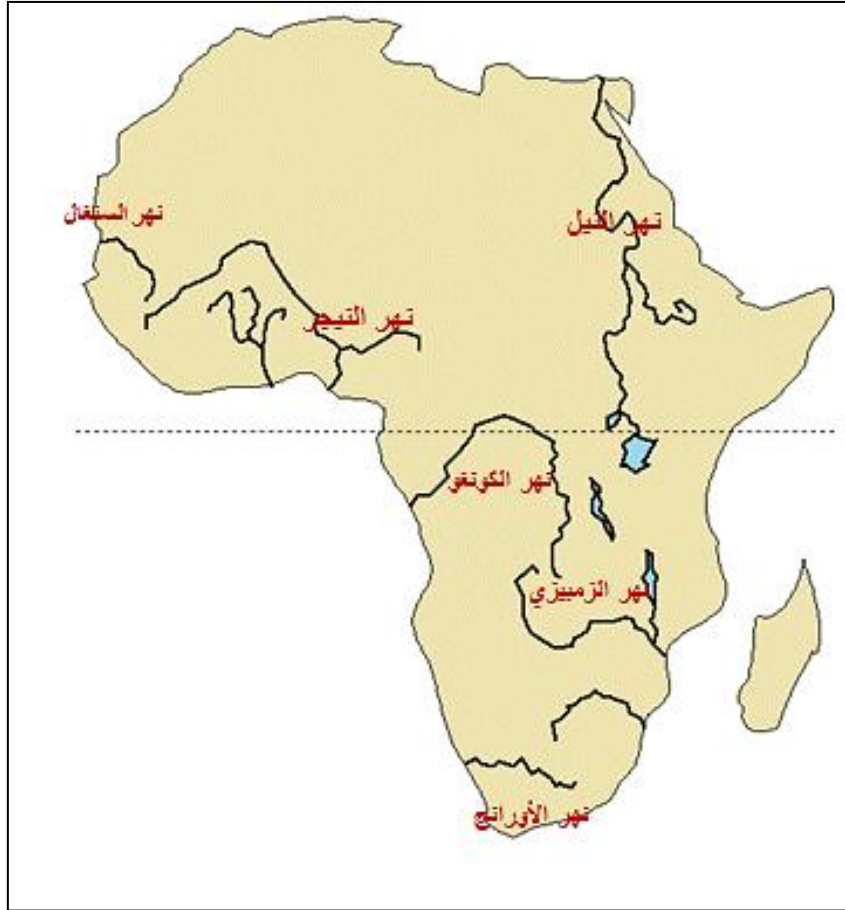 نهر السنغال
نهر النيل
نهر النيجر
نهر الكونغو
نهر الزمبيزي
نهر الأورانج